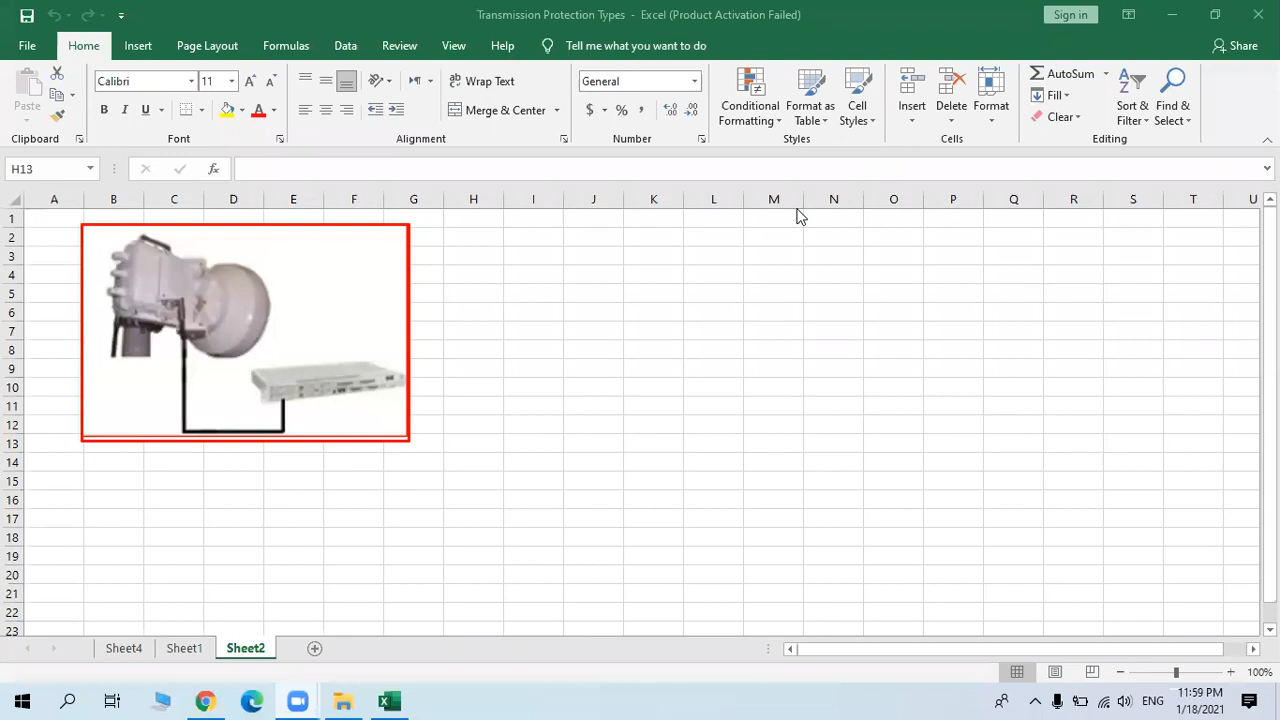 Transmission Protection Types - Excel (Product Activation Failed)
Sign in
File Home Insert Page Layout Formulas Data Review View Help Tell me what you want to do Share
Calibri 11 Wrap Text General AutoSum
Paste B I U Merge & Center $ % , Conditional Formatting Format as Table Cell Styles Insert Delete Format Fill Clear Sort & Filter Find & Select
Clipboard Font Alignment Number Styles Cells Editing
H13 fx
A B C D E F G H I J K L M N O P Q R S T U
1
2
3
4
5
6
7
8
9
10
11
12
13
14
15
16
17
18
19
20
21
22
23
Sheet4 Sheet1 Sheet2
100%
ENG 11:59 PM
1/18/2021